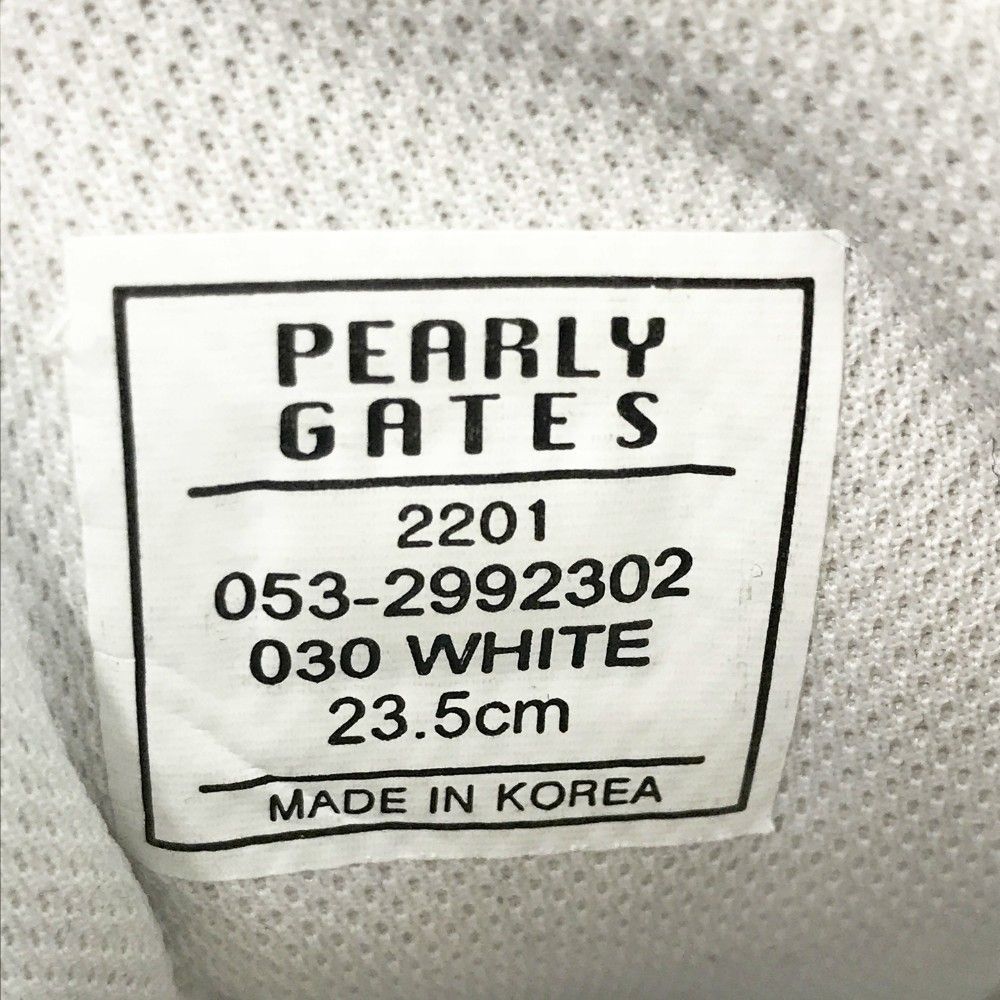 PEARLY
GATES
2201
053-2992302
030 WHITE
23.5cm
MADE IN KOREA